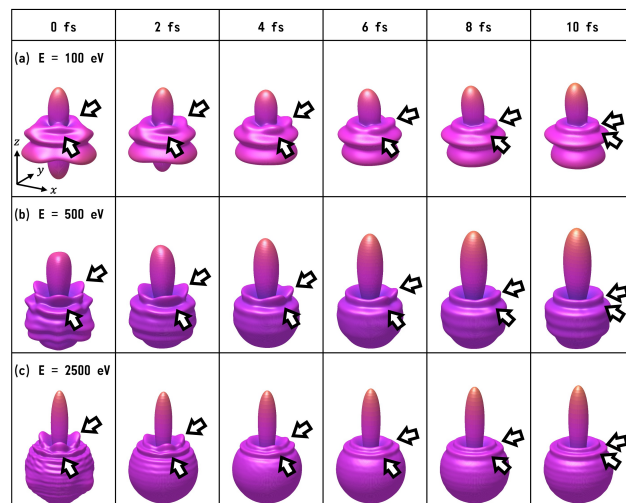 0 fs 2 fs 4 fs 6 fs 8 fs 10 fs
(a) E = 100 eV
z
y
x
(b) E = 500 eV
(c) E = 2500 eV